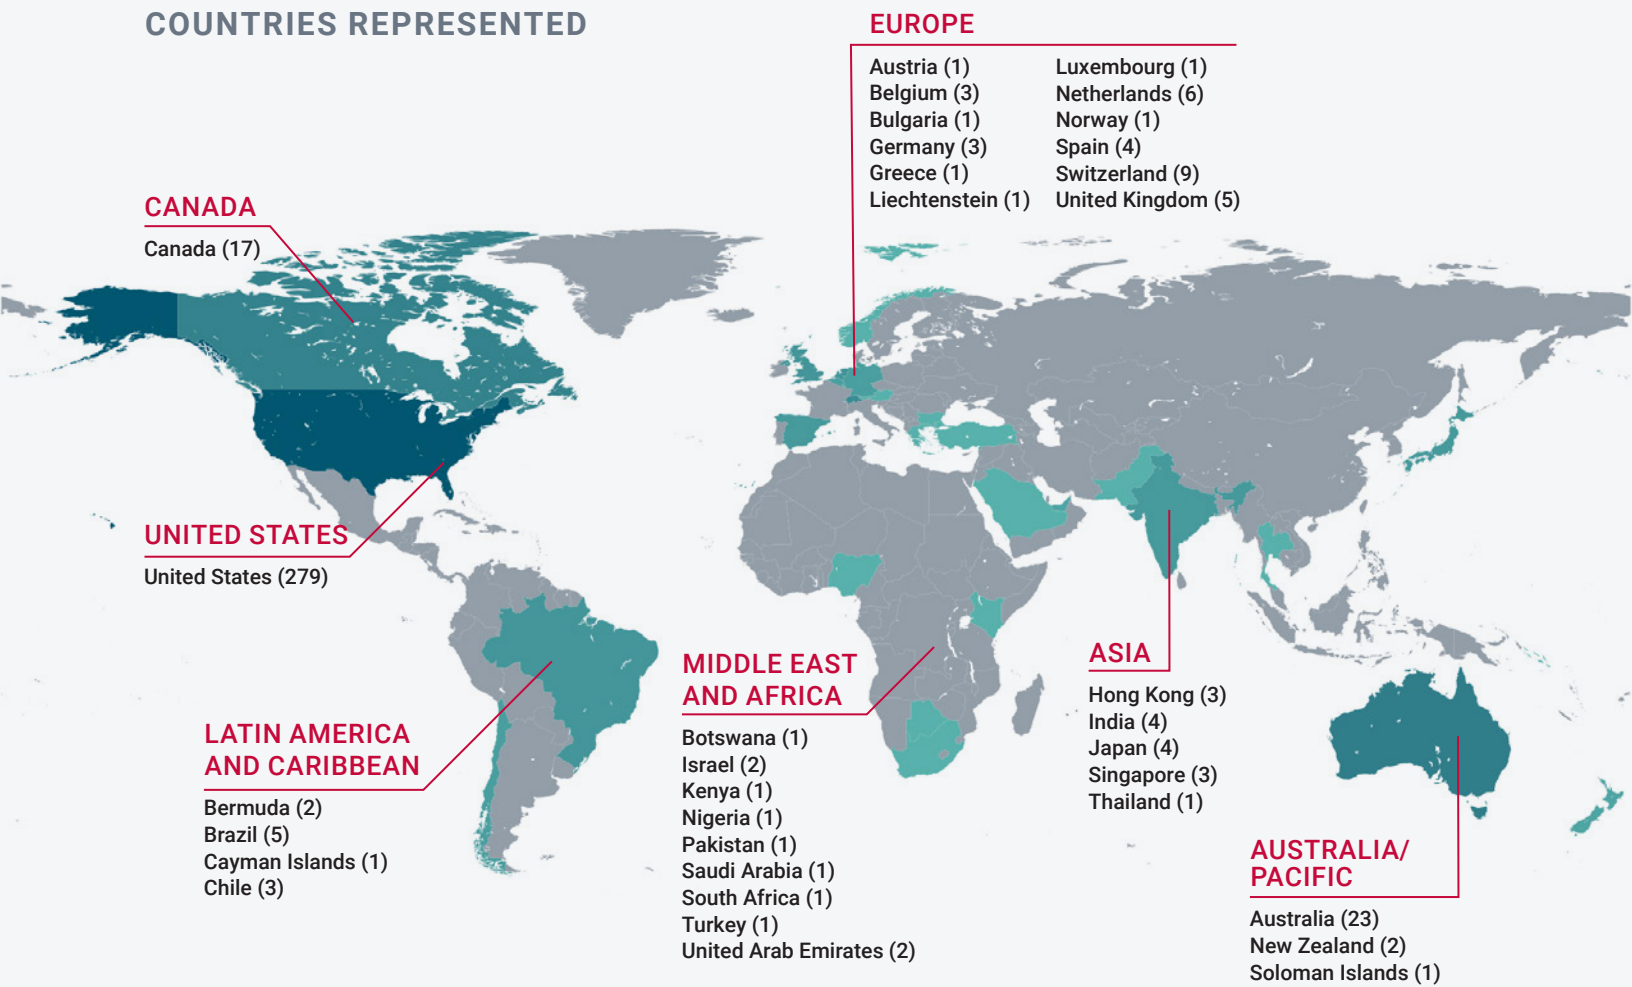 COUNTRIES REPRESENTED
EUROPE
Austria (1)
Belgium (3)
Bulgaria (1)
Germany (3)
Greece (1)
Liechtenstein (1)
Luxembourg (1)
Netherlands (6)
Norway (1)
Spain (4)
Switzerland (9)
United Kingdom (5)
CANADA
Canada (17)
UNITED STATES
United States (279)
LATIN AMERICA
AND CARIBBEAN
Bermuda (2)
Brazil (5)
Cayman Islands (1)
Chile (3)
MIDDLE EAST
AND AFRICA
Botswana (1)
Israel (2)
Kenya (1)
Nigeria (1)
Pakistan (1)
Saudi Arabia (1)
South Africa (1)
Turkey (1)
United Arab Emirates (2)
ASIA
Hong Kong (3)
India (4)
Japan (4)
Singapore (3)
Thailand (1)
AUSTRALIA/
PACIFIC
Australia (23)
New Zealand (2)
Soloman Islands (1)